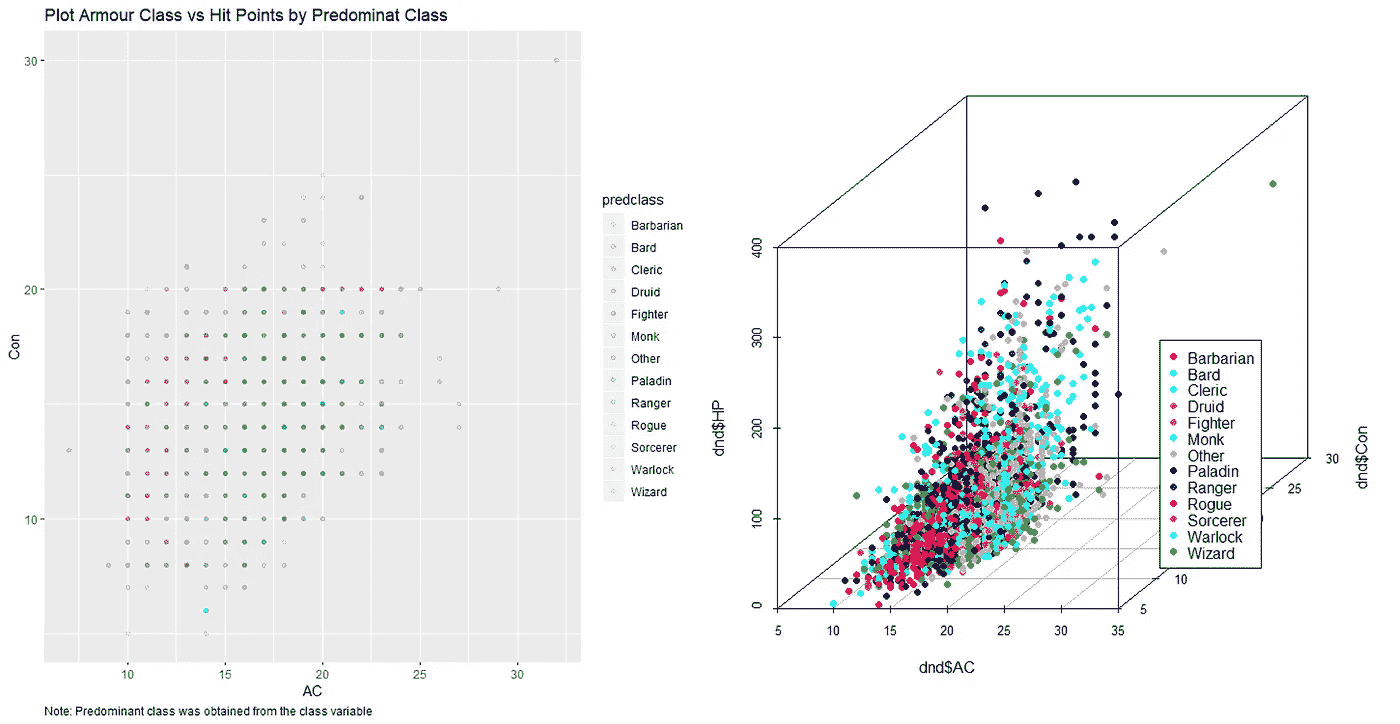 Plot Armour Class vs Hit Points by Predominat Class
30
20
10
Con
10 15 20 25 30
AC
Note: Predominant class was obtained from the class variable
predclass
Barbarian
Bard
Cleric
Druid
Fighter
Monk
Other
Paladin
Ranger
Rogue
Sorcerer
Warlock
Wizard
400
300
200
100
0
dnd$HP
5 10 15 20 25 30 35
dnd$AC
Barbarian
Bard
Cleric
Druid
Fighter
Monk
Other
Paladin
Ranger
Rogue
Sorcerer
Warlock
Wizard
30
25
10
5
dnd$Con